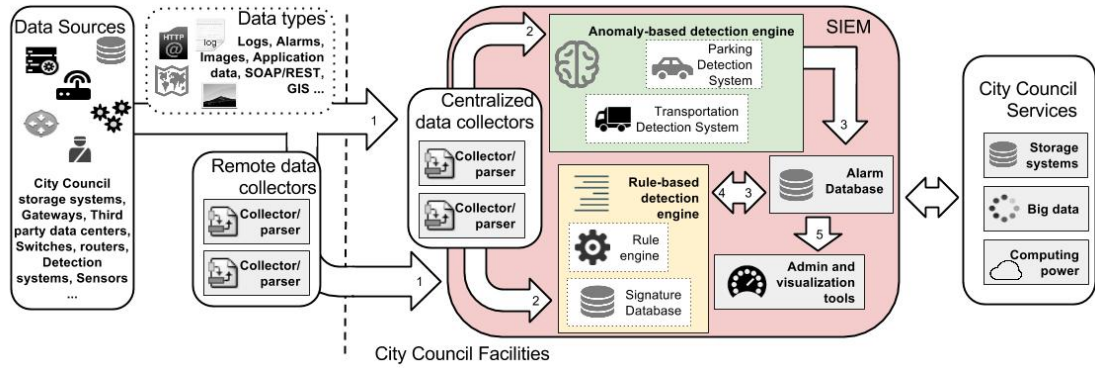 Data Sources
City Council
storage systems,
Gateways, Third
party data centers,
Switches, routers,
Detection
systems, Sensors
...
Data types
HTTP
@
log
Logs, Alarms,
Images, Application
data, SOAP/REST,
GIS ...
Remote data
collectors
Collector/
parser
Collector/
parser
1
1
City Council Facilities
Centralized
data collectors
Collector/
parser
Collector/
parser
2
2
SIEM
Anomaly-based detection engine
Parking
Detection
System
Transportation
Detection System
3
Rule-based
detection
engine
Rule
engine
Signature
Database
4 3
Alarm
Database
5
Admin and
visualization
tools
City Council
Services
Storage
systems
Big data
Computing
power